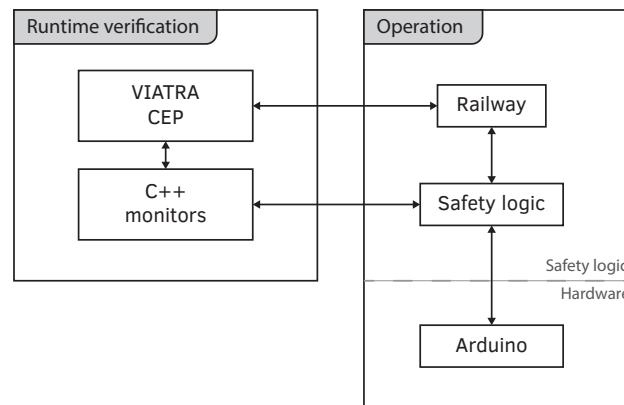 Runtime verification
VIATRA
CEP
C++
monitors
Operation
Railway
Safety logic
Safety logic
Hardware
Arduino